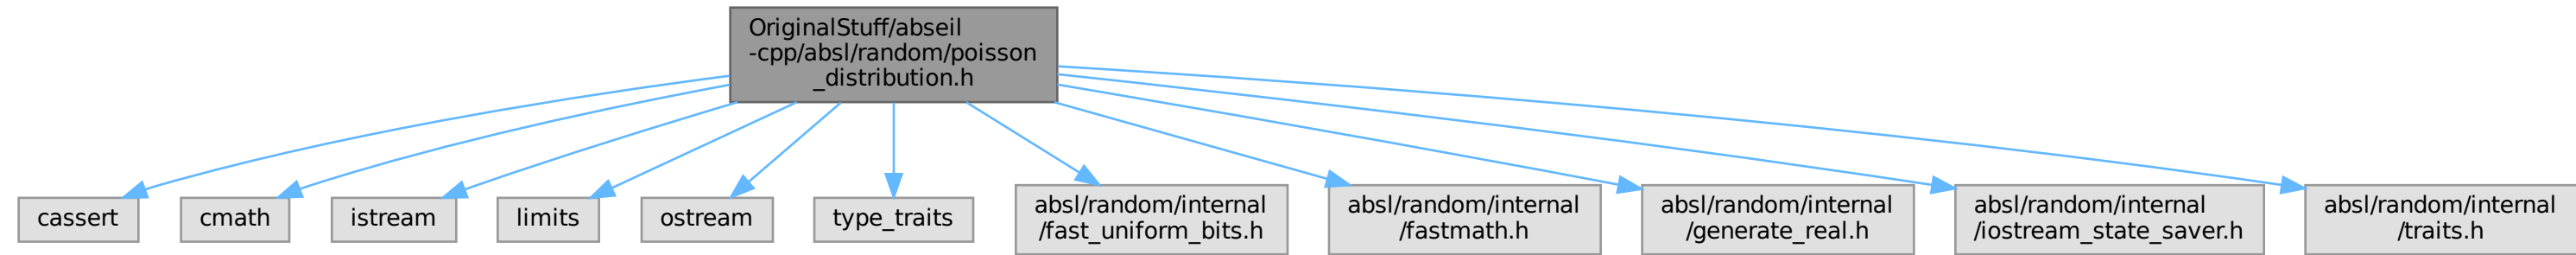 OriginalStuff/abseil
-cpp/absl/random/poisson
_distribution.h
cassert
cmath
istream
limits
ostream
type_traits
absl/random/internal
/fast_uniform_bits.h
absl/random/internal
/fastmath.h
absl/random/internal
/generate_real.h
absl/random/internal
/iostream_state_saver.h
absl/random/internal
/traits.h